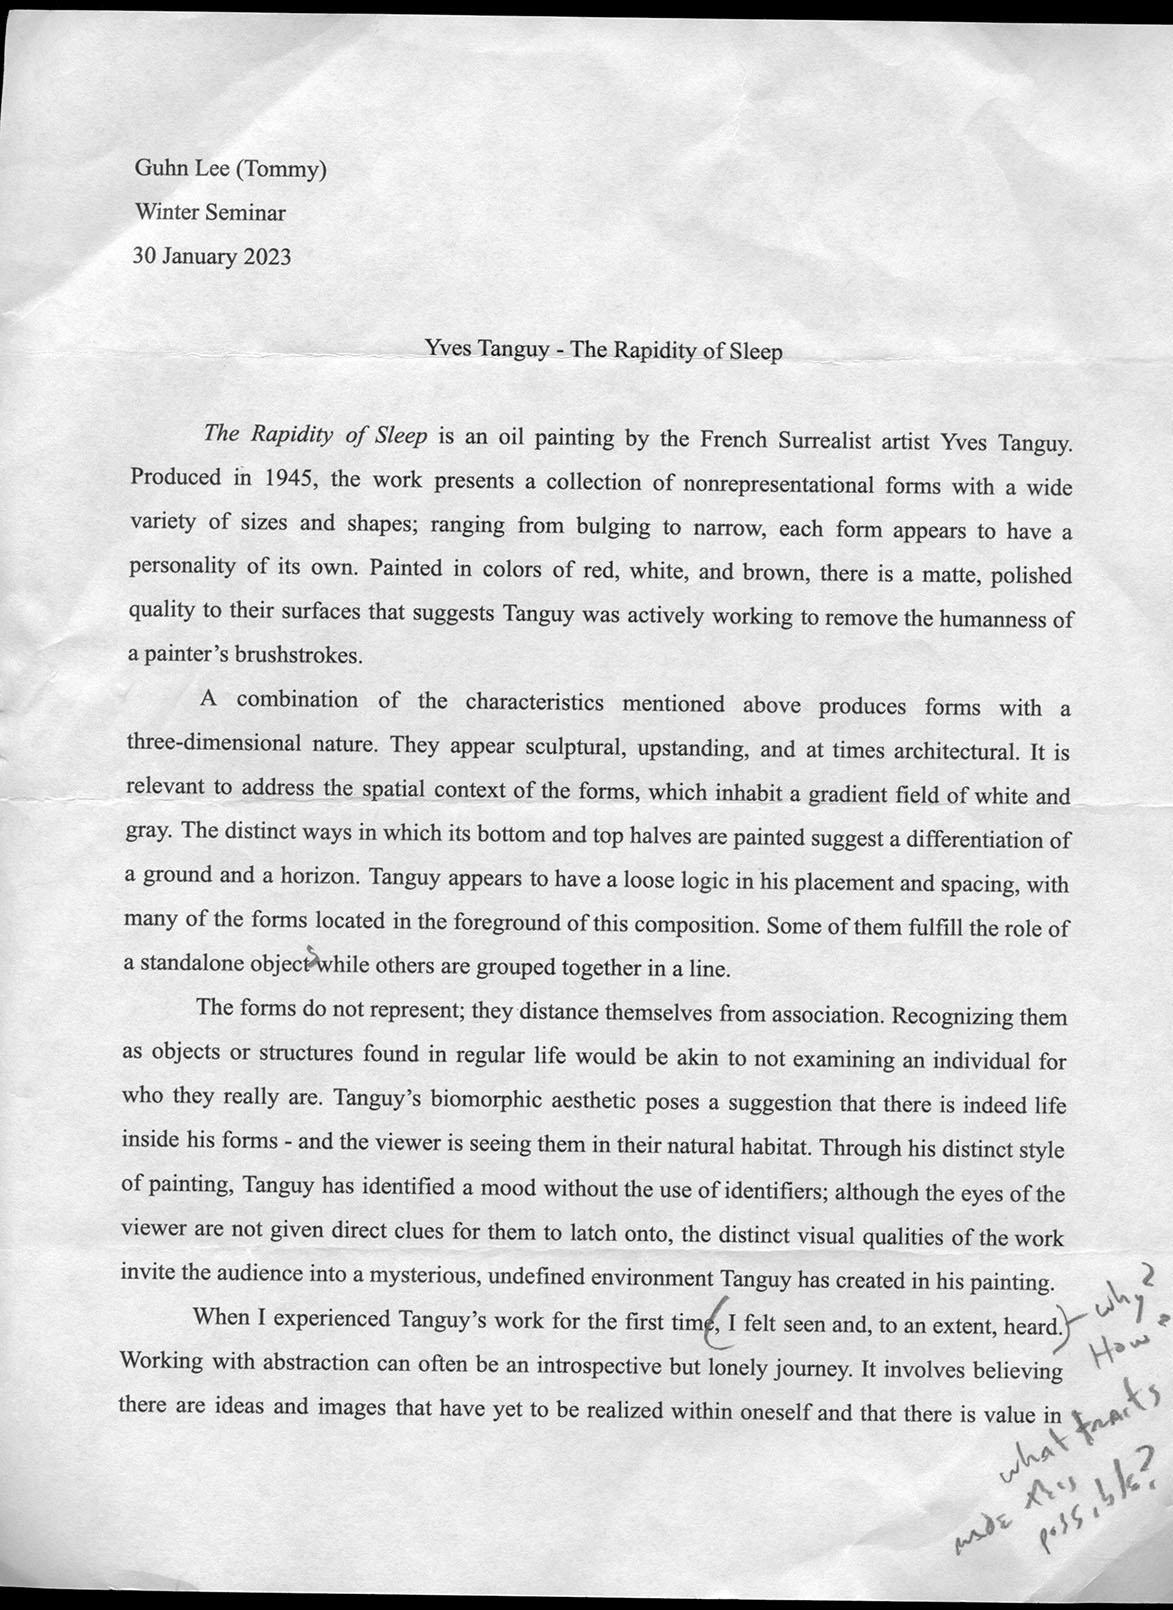 Guhn Lee (Tommy)
Winter Seminar
30 January 2023
Yves Tanguy - The Rapidity of Sleep
The Rapidity of Sleep is an oil painting by the French Surrealist artist Yves Tanguy.
Produced in 1945, the work presents a collection of nonrepresentational forms with a wide
variety of sizes and shapes; ranging from bulging to narrow, each form appears to have a
personality of its own. Painted in colors of red, white, and brown, there is a matte, polished
quality to their surfaces that suggests Tanguy was actively working to remove the humanness of
a painter’s brushstrokes.
A combination of the characteristics mentioned above produces forms with a
three-dimensional nature. They appear sculptural, upstanding, and at times architectural. It is
relevant to address the spatial context of the forms, which inhabit a gradient field of white and
gray. The distinct ways in which its bottom and top halves are painted suggest a differentiation of
a ground and a horizon. Tanguy appears to have a loose logic in his placement and spacing, with
many of the forms located in the foreground of this composition. Some of them fulfill the role of
a standalone objects while others are grouped together in a line.
The forms do not represent; they distance themselves from association. Recognizing them
as objects or structures found in regular life would be akin to not examining an individual for
who they really are. Tanguy’s biomorphic aesthetic poses a suggestion that there is indeed life
inside his forms - and the viewer is seeing them in their natural habitat. Through his distinct style
of painting, Tanguy has identified a mood without the use of identifiers; although the eyes of the
viewer are not given direct clues for them to latch onto, the distinct visual qualities of the work
invite the audience into a mysterious, undefined environment Tanguy has created in his painting.
When I experienced Tanguy’s work for the first time, I felt seen and, to an extent, heard.
Working with abstraction can often be an introspective but lonely journey. It involves believing
there are ideas and images that have yet to be realized within oneself and that there is value in
why?
How?
what traits
made this
possible?